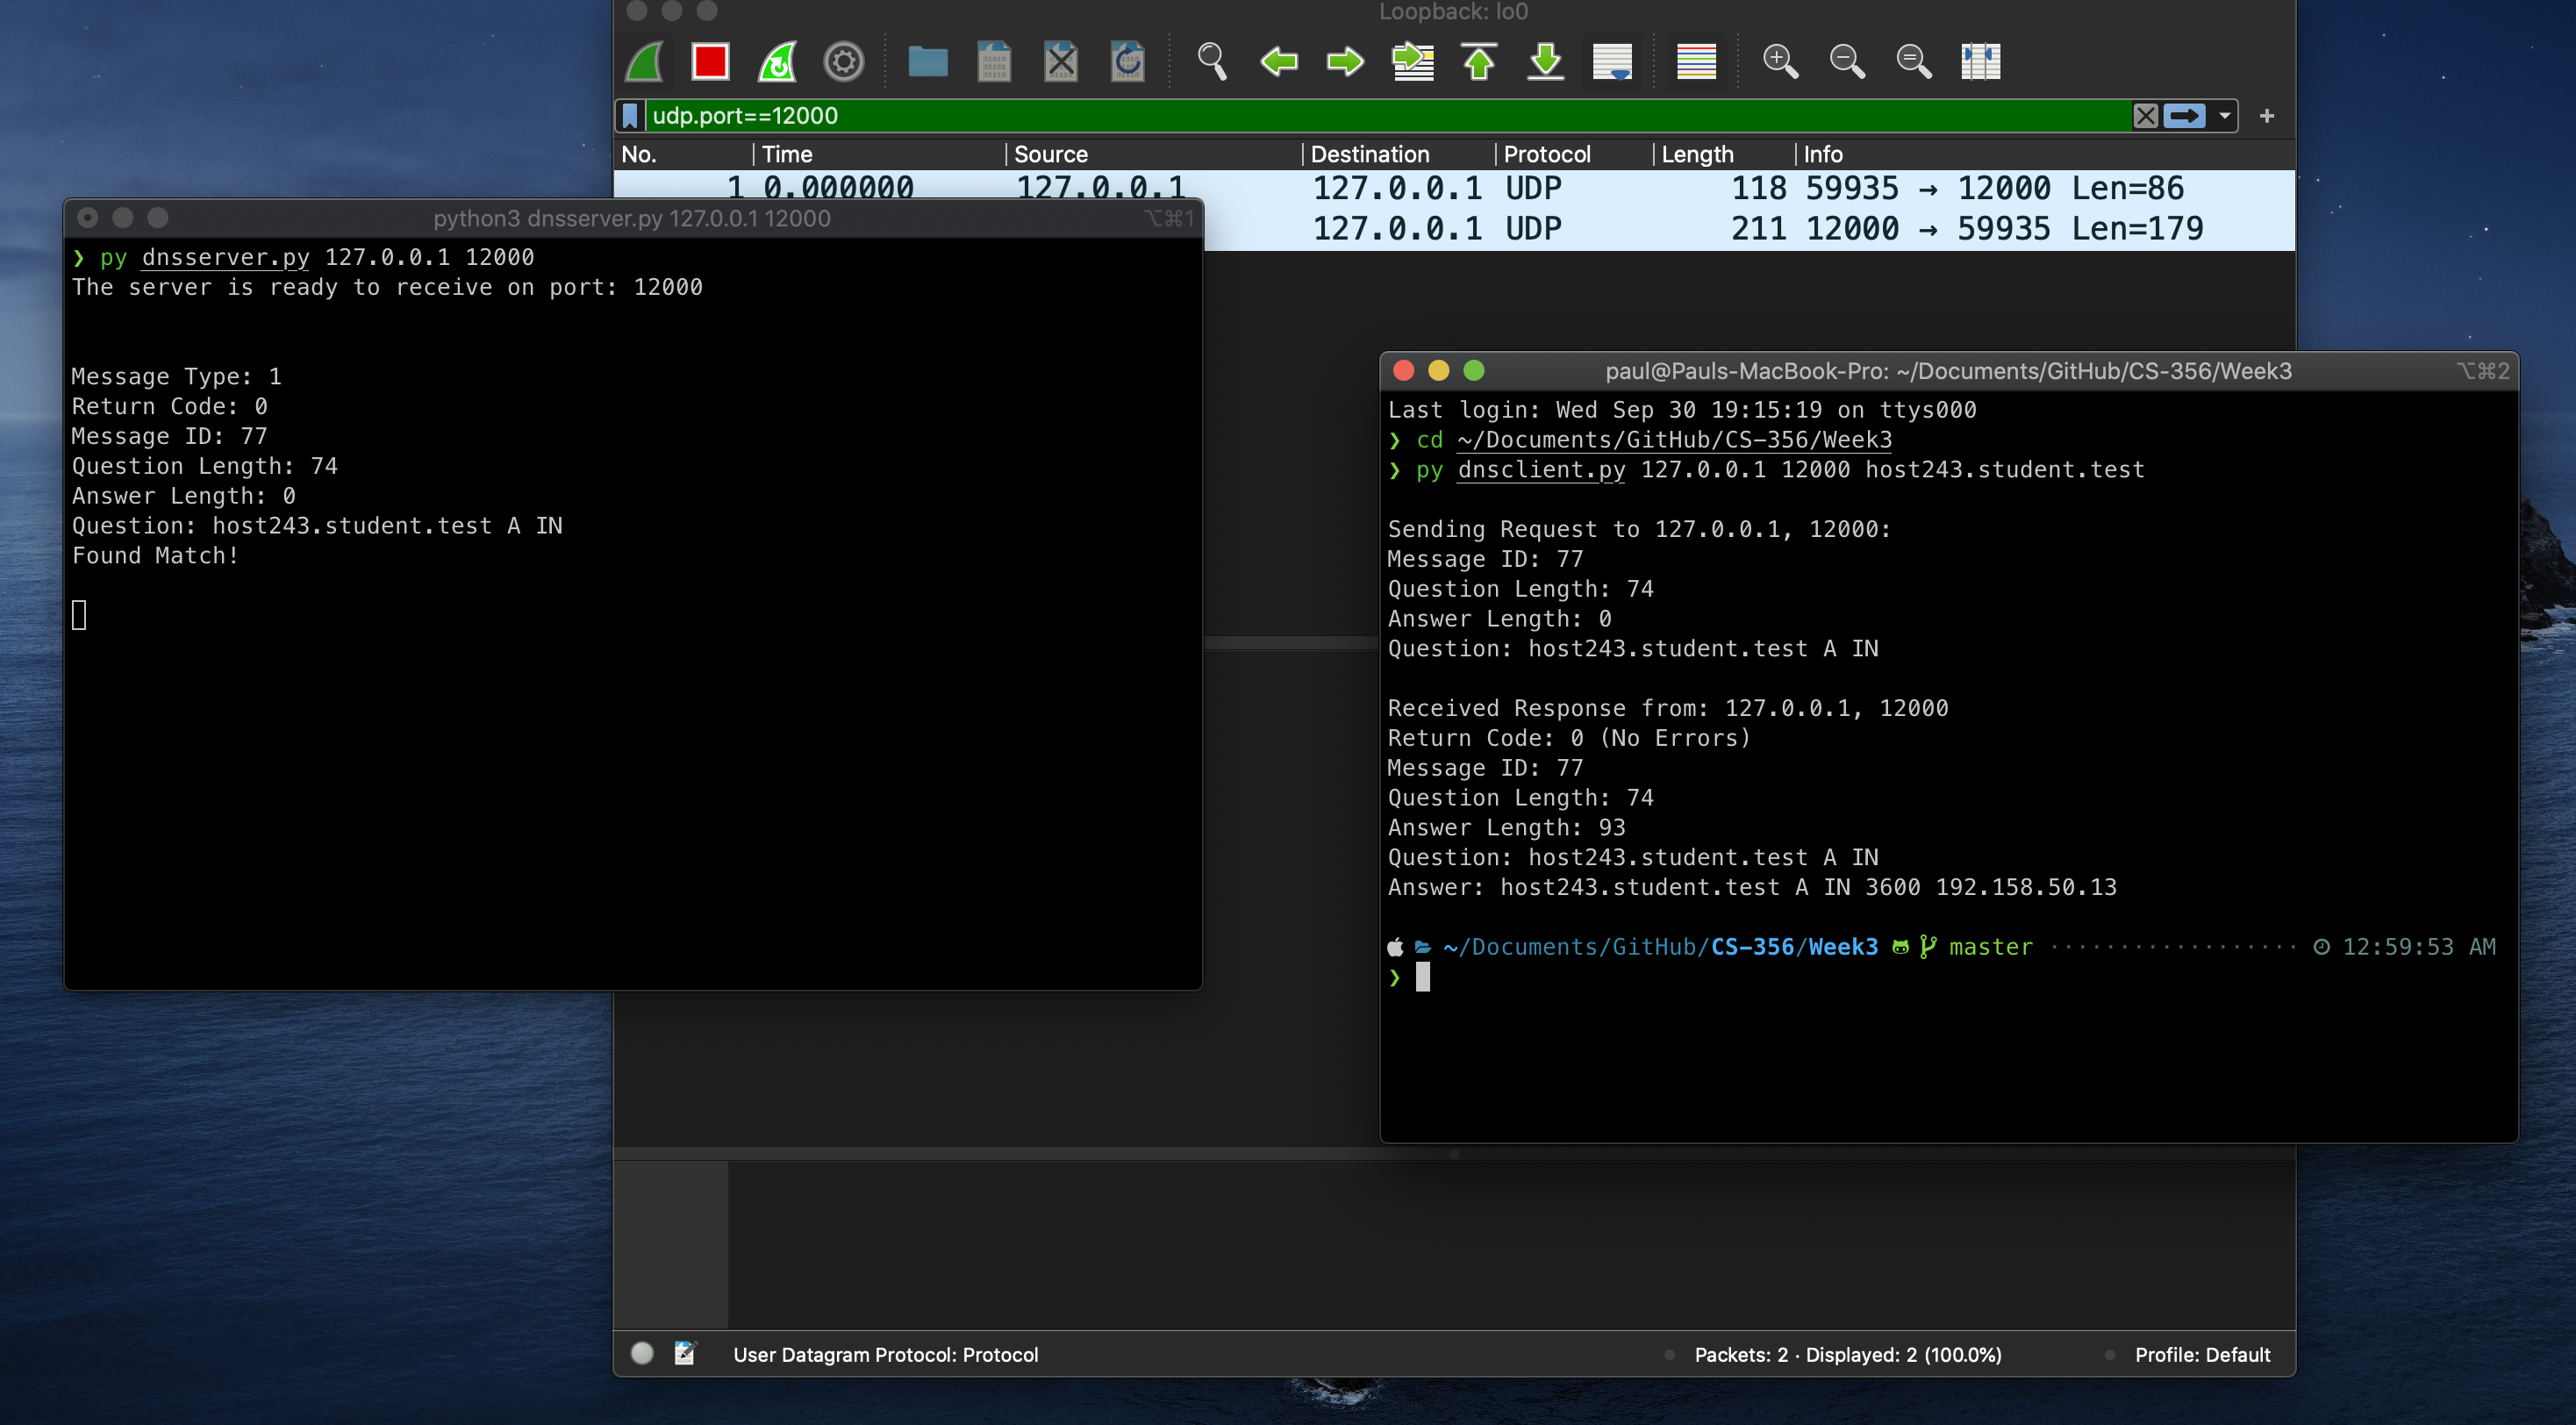 Loopback: lo0
udp.port==12000
No. Time Source Destination Protocol Length Info
1 0.000000 127.0.0.1 127.0.0.1 UDP 118 59935 → 12000 Len=86
127.0.0.1 UDP 211 12000 → 59935 Len=179
python3 dnsserver.py 127.0.0.1 12000 ⌥⌘1
❯ py dnsserver.py 127.0.0.1 12000
The server is ready to receive on port: 12000
Message Type: 1
Return Code: 0
Message ID: 77
Question Length: 74
Answer Length: 0
Question: host243.student.test A IN
Found Match!
paul@Pauls-MacBook-Pro: ~/Documents/GitHub/CS-356/Week3 ⌥⌘2
Last login: Wed Sep 30 19:15:19 on ttys000
❯ cd ~/Documents/GitHub/CS-356/Week3
❯ py dnsclient.py 127.0.0.1 12000 host243.student.test
Sending Request to 127.0.0.1, 12000:
Message ID: 77
Question Length: 74
Answer Length: 0
Question: host243.student.test A IN
Received Response from: 127.0.0.1, 12000
Return Code: 0 (No Errors)
Message ID: 77
Question Length: 74
Answer Length: 93
Question: host243.student.test A IN
Answer: host243.student.test A IN 3600 192.158.50.13
~/Documents/GitHub/CS-356/Week3 master ·················· 12:59:53 AM
❯
User Datagram Protocol: Protocol
Packets: 2 · Displayed: 2 (100.0%)
Profile: Default